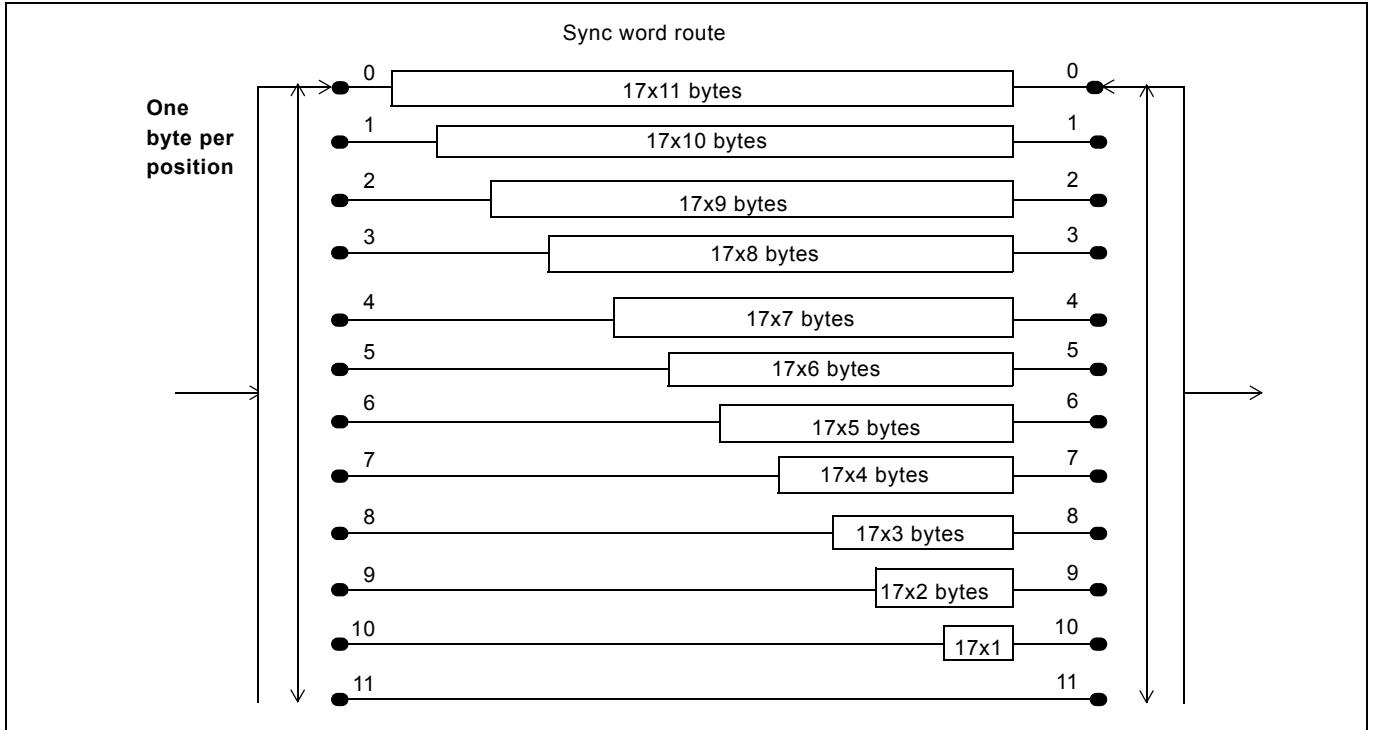 Sync word route
0 17x11 bytes 0
One
byte per
position
1 17x10 bytes 1
2 17x9 bytes 2
3 17x8 bytes 3
4 17x7 bytes 4
5 17x6 bytes 5
6 17x5 bytes 6
7 17x4 bytes 7
8 17x3 bytes 8
9 17x2 bytes 9
10 17x1 10
11 11